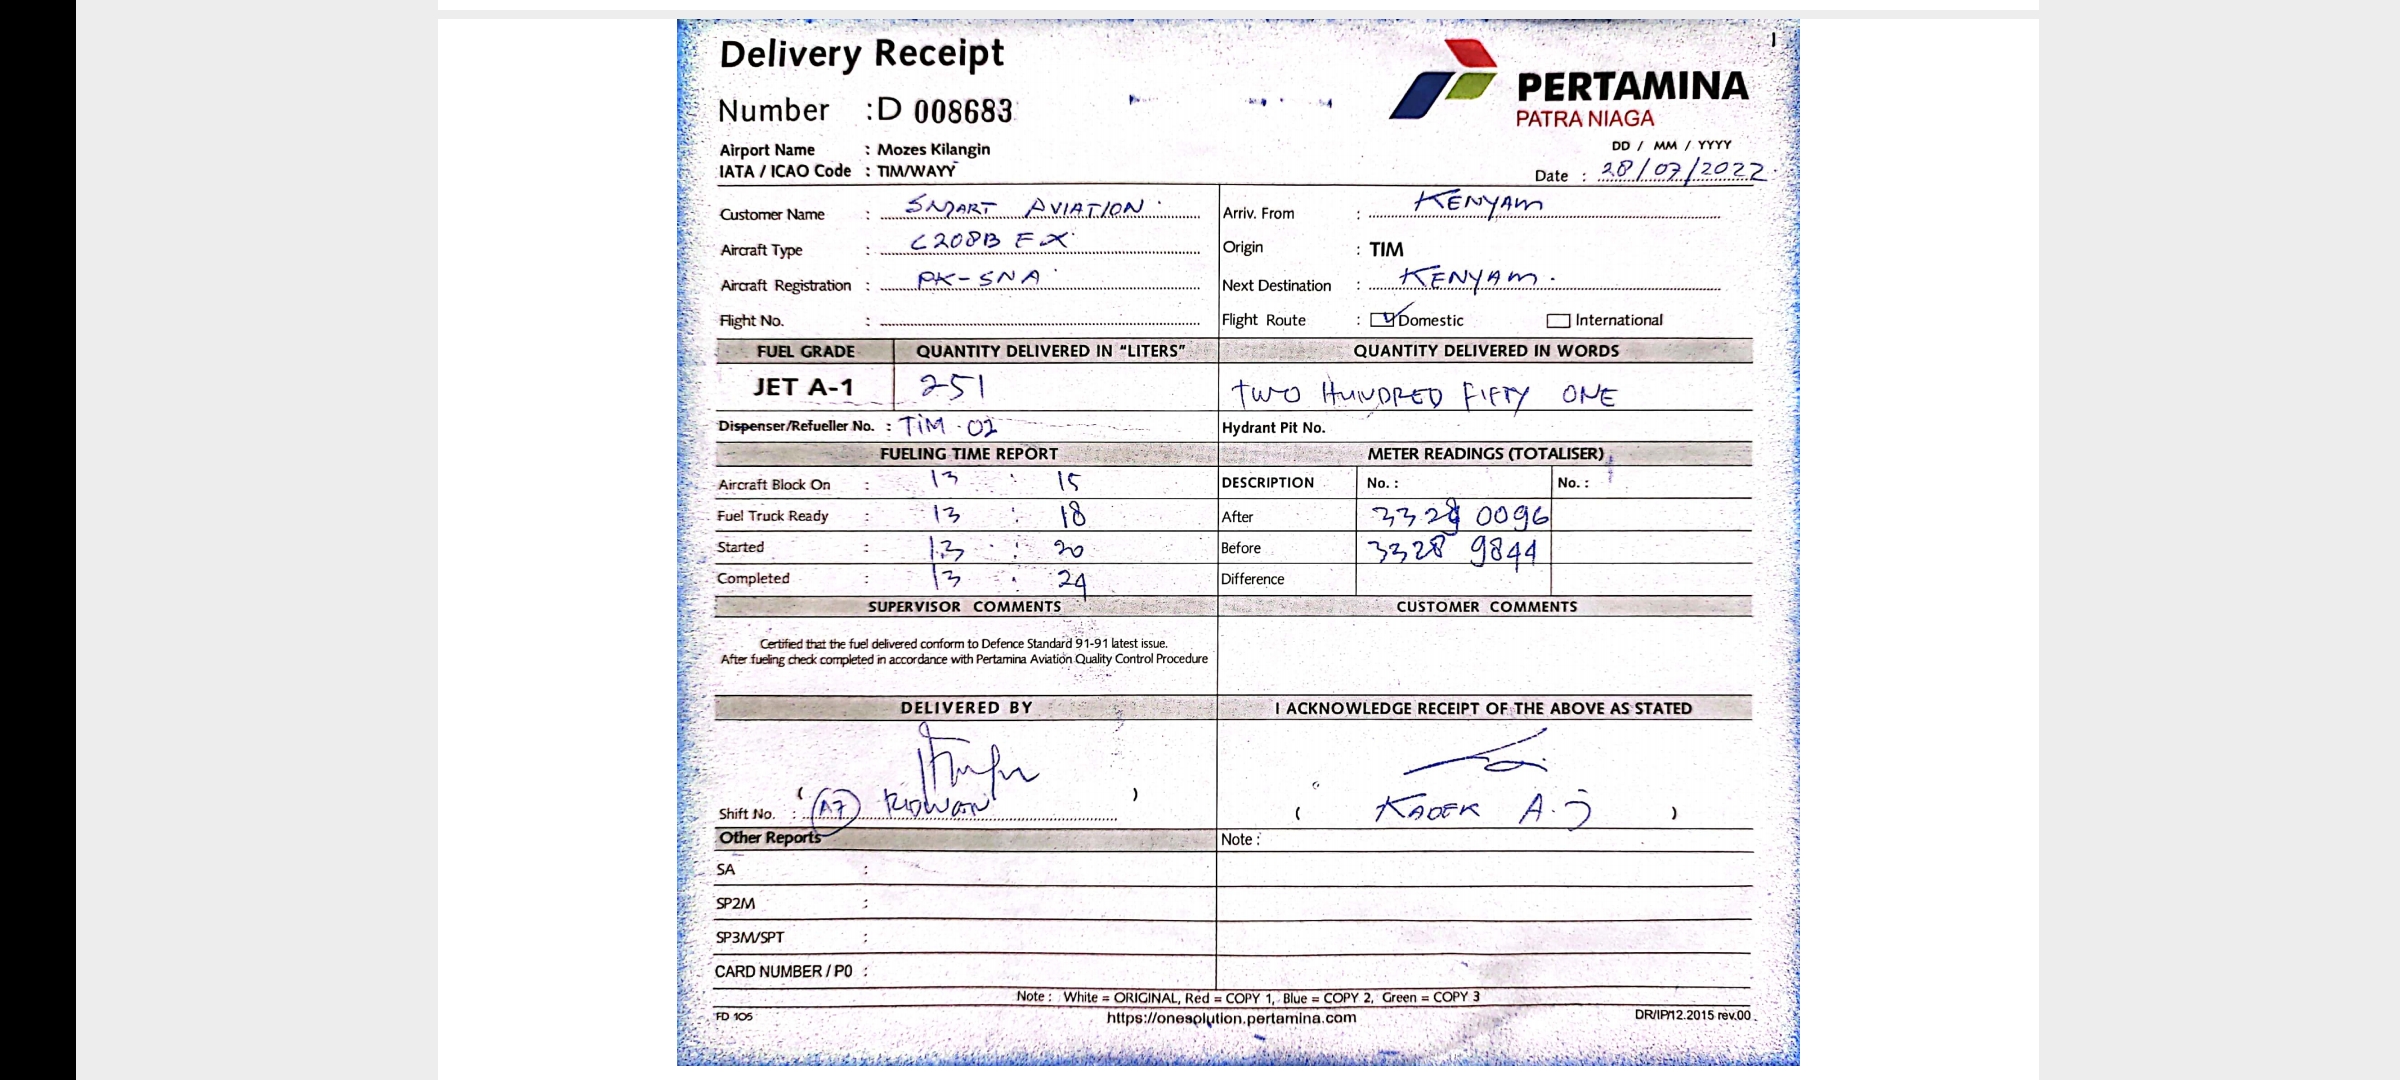 Delivery Receipt
Number : D 008683
PERTAMINA
PATRA NIAGA
Airport Name : Mozes Kilangin
IATA / ICAO Code : TIM/WAYY
DD / MM / YYYY
Date : 28/07/2022
Customer Name : SMART AVIATION
Arriv. From : KENYAM
Aircraft Type : C208B EX
Origin : TIM
Aircraft Registration : PK-SNA
Next Destination : KENYAM.
Flight No. :
Flight Route : Domestic International
FUEL GRADE QUANTITY DELIVERED IN "LITERS" QUANTITY DELIVERED IN WORDS
JET A-1 251 TWO HUNDRED FIFTY ONE
Dispenser/Refueller No. : TIM-02 Hydrant Pit No.
FUELING TIME REPORT METER READINGS (TOTALISER)
Aircraft Block On : 13 : 15 DESCRIPTION No. : No. :
Fuel Truck Ready : 13 : 18 After 0096
Started : 13 : 20 Before 3328 9844
Completed : 13 : 24 Difference
SUPERVISOR COMMENTS CUSTOMER COMMENTS
Certified that the fuel delivered conform to Defence Standard 91-91 latest issue.
After fueling check completed in accordance with Pertamina Aviation Quality Control Procedure
DELIVERED BY I ACKNOWLEDGE RECEIPT OF THE ABOVE AS STATED
Shift No. : ( A7 RIDWAN ) ( KADEK A.J )
Other Reports Note :
SA :
SP2M :
SP3M/SPT :
CARD NUMBER / PO :
Note : White = ORIGINAL, Red = COPY 1, Blue = COPY 2, Green = COPY 3
FD 105 https://onesolution.pertamina.com DR/IP/12.2015 rev.00